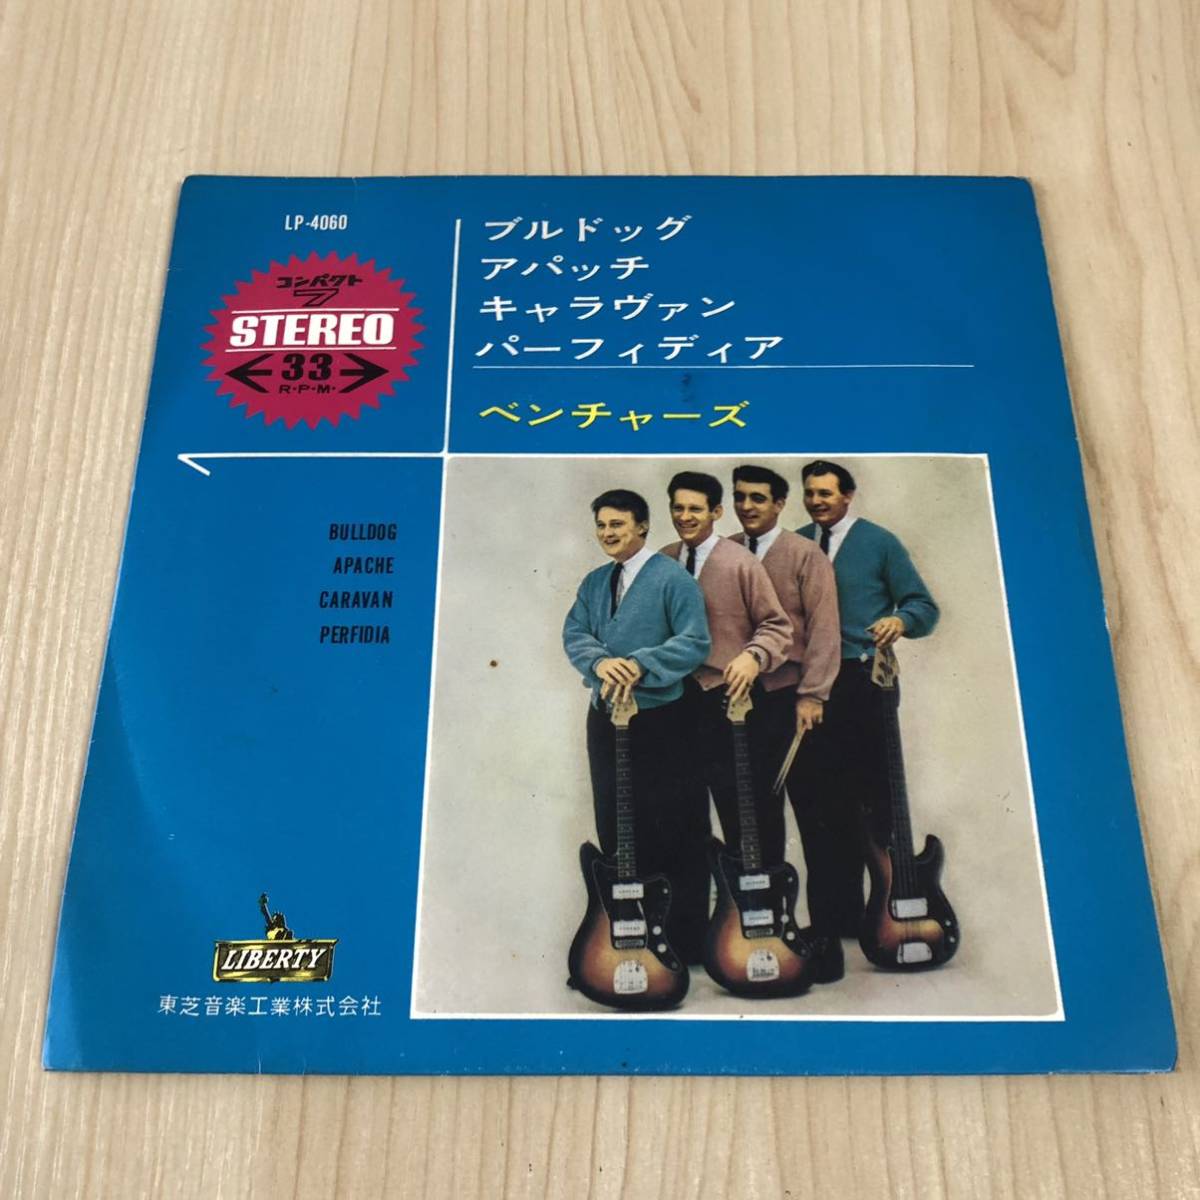 LP-4060
コンパクト
7
STEREO
33
R·P·M·
ブルドッグ
アパッチ
キャラヴァン
パーフィディア
ベンチャーズ
BULLDOG
APACHE
CARAVAN
PERFIDIA
LIBERTY
東芝音楽工業株式会社